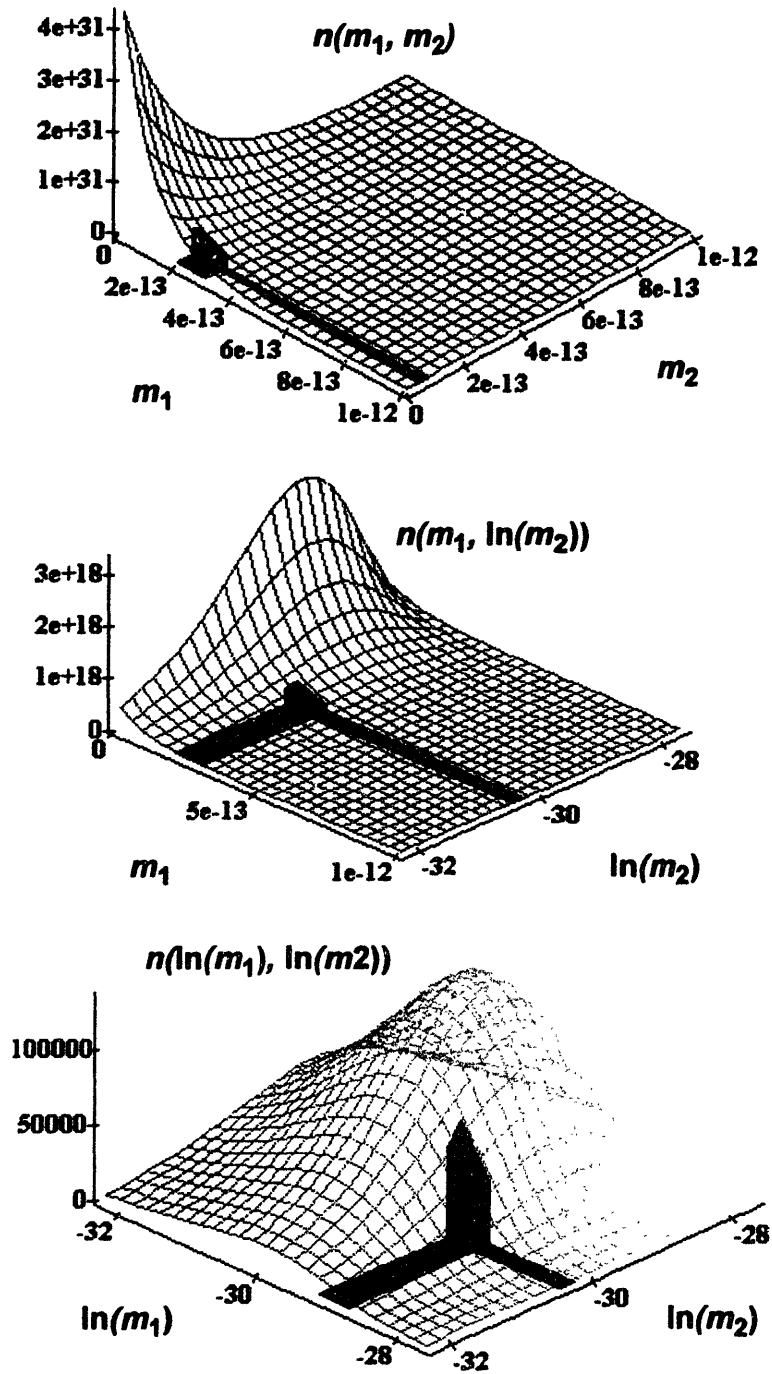 n(m₁, m₂)
4e+31
3e+31
2e+31
1e+31
0
0
2e-13
4e-13
6e-13
8e-13
1e-12
m₁
0
2e-13
4e-13
6e-13
8e-13
1e-12
m₂
n(m₁, ln(m₂))
3e+18
2e+18
1e+18
0
0
5e-13
1e-12
m₁
-32
-30
-28
ln(m₂)
n(ln(m₁), ln(m2))
100000
50000
0
-32
-30
-28
ln(m₁)
-32
-30
-28
ln(m₂)